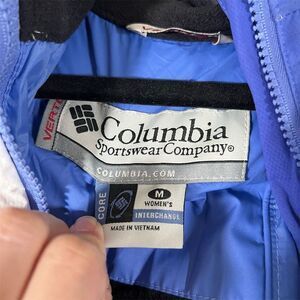 VERT
Columbia
Sportswear Company®
COLUMBIA.COM
CORE
M
WOMEN'S
INTERCHANGE
MADE IN VIETNAM